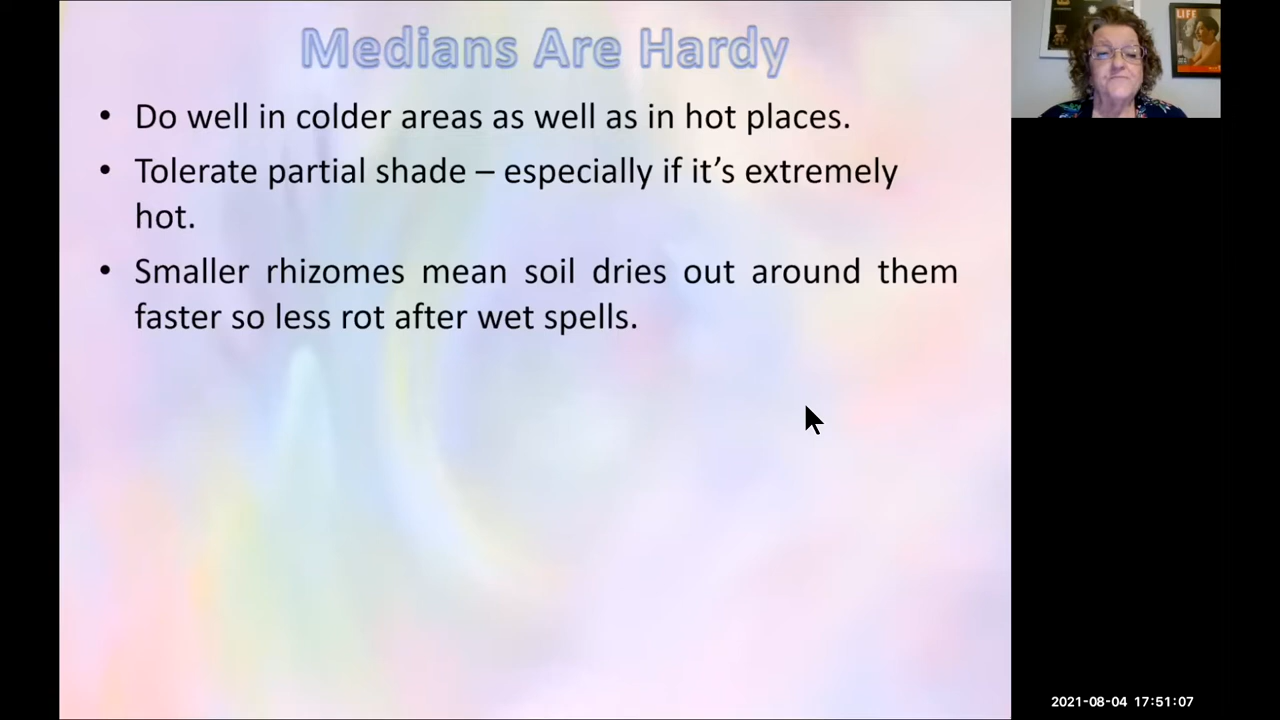 Medians Are Hardy
• Do well in colder areas as well as in hot places.
• Tolerate partial shade – especially if it’s extremely
hot.
• Smaller rhizomes mean soil dries out around them
faster so less rot after wet spells.
LIFE
2021-08-04 17:51:07